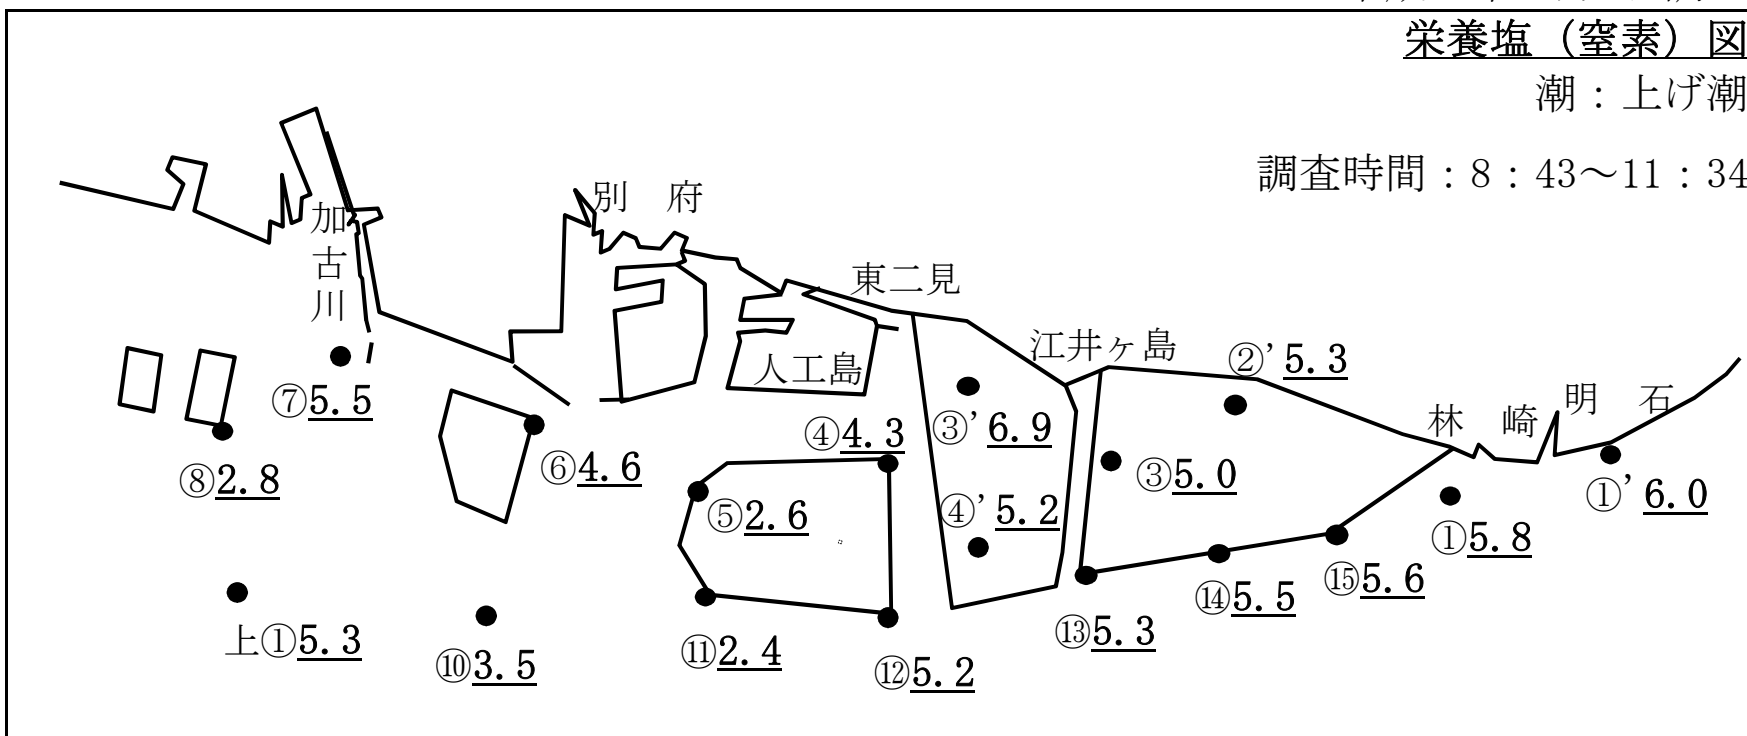 栄養塩（窒素）図
潮：上げ潮
調査時間：8：43～11：34
加古川
別 府
東二見
人工島
江井ヶ島
林 崎
明 石
②’5.3
⑦5.5
③’6.9
④4.3
⑥4.6
③5.0
⑧2.8
①’6.0
⑤2.6
④’5.2
①5.8
⑮5.6
⑭5.5
⑬5.3
上①5.3
⑩3.5
⑪2.4
⑫5.2